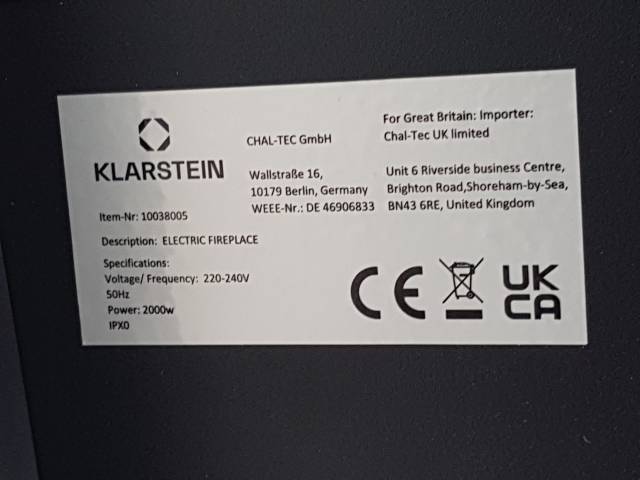 KLARSTEIN
Item-Nr: 10038005
Description: ELECTRIC FIREPLACE
Specifications:
Voltage/ Frequency: 220-240V
50Hz
Power: 2000w
IPX0
CHAL-TEC GmbH
Wallstraße 16,
10179 Berlin, Germany
WEEE-Nr.: DE 46906833
For Great Britain: Importer:
Chal-Tec UK limited
Unit 6 Riverside business Centre,
Brighton Road,Shoreham-by-Sea,
BN43 6RE, United Kingdom
CE
UK
CA